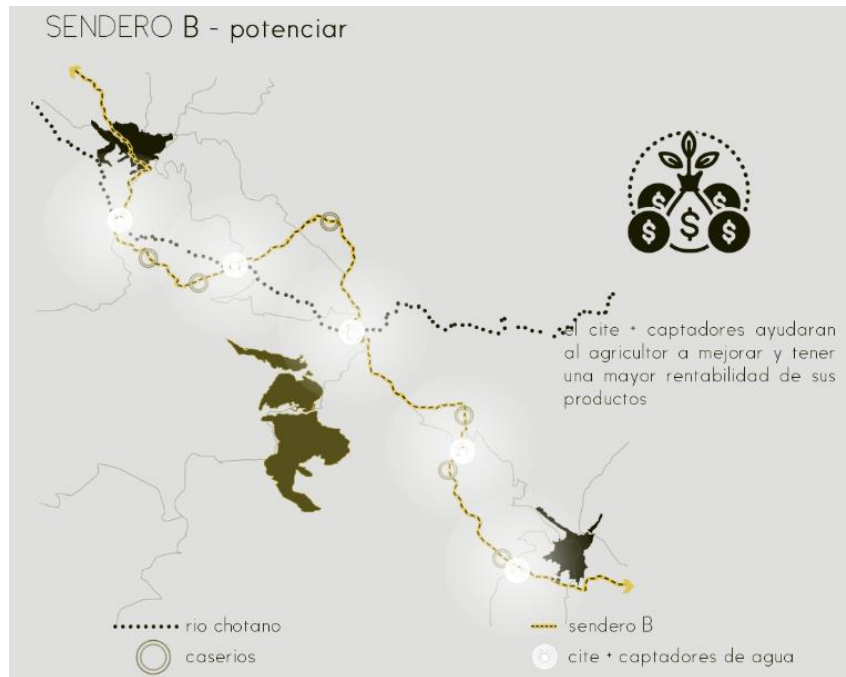 SENDERO B - potenciar
$ $
$ $ $
el cite + captadores ayudaran
al agricultor a mejorar y tener
una mayor rentabilidad de sus
productos
rio chotano
sendero B
caserios
cite + captadores de agua